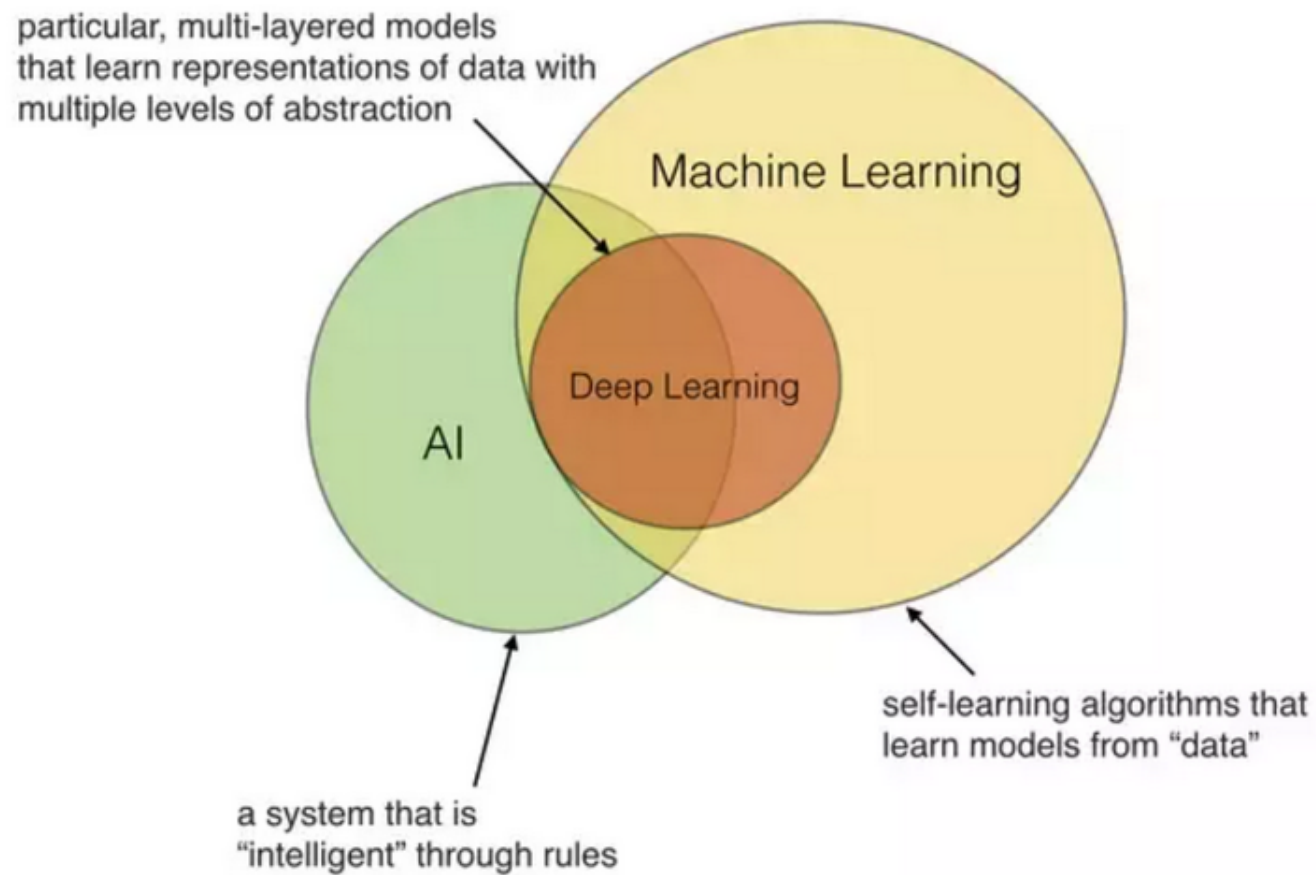 particular, multi-layered models
that learn representations of data with
multiple levels of abstraction
Machine Learning
Deep Learning
AI
self-learning algorithms that
learn models from “data”
a system that is
“intelligent” through rules